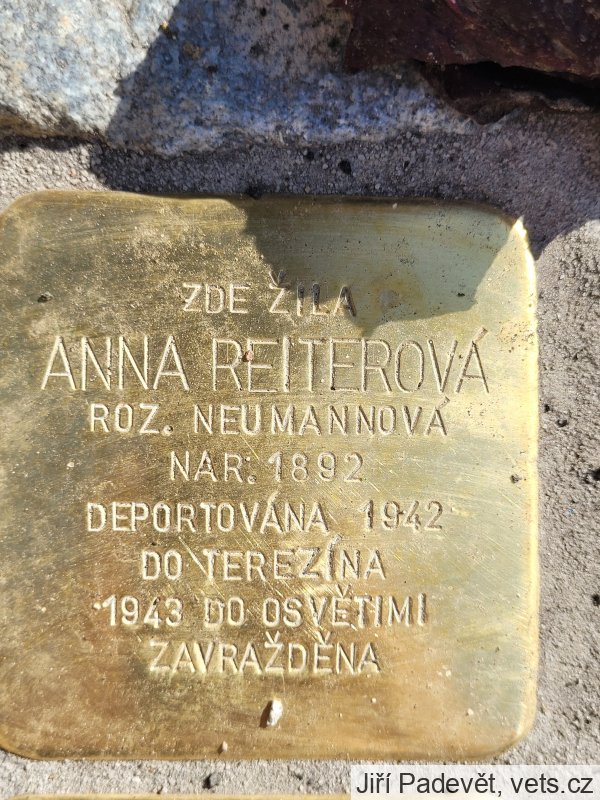 ZDE ŽILA
ANNA REITEROVÁ
ROZ. NEUMANNOVÁ
NAR. 1892
DEPORTOVÁNA 1942
DO TEREZÍNA
1943 DO OSVĚTIMI
ZAVRAŽDĚNA
Jiří Padevět, vets.cz